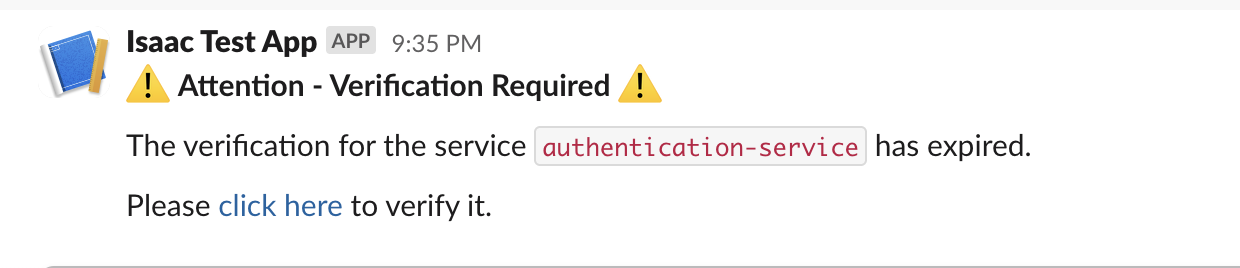 Isaac Test App APP 9:35 PM
⚠️ Attention - Verification Required ⚠️
The verification for the service authentication-service has expired.
Please click here to verify it.